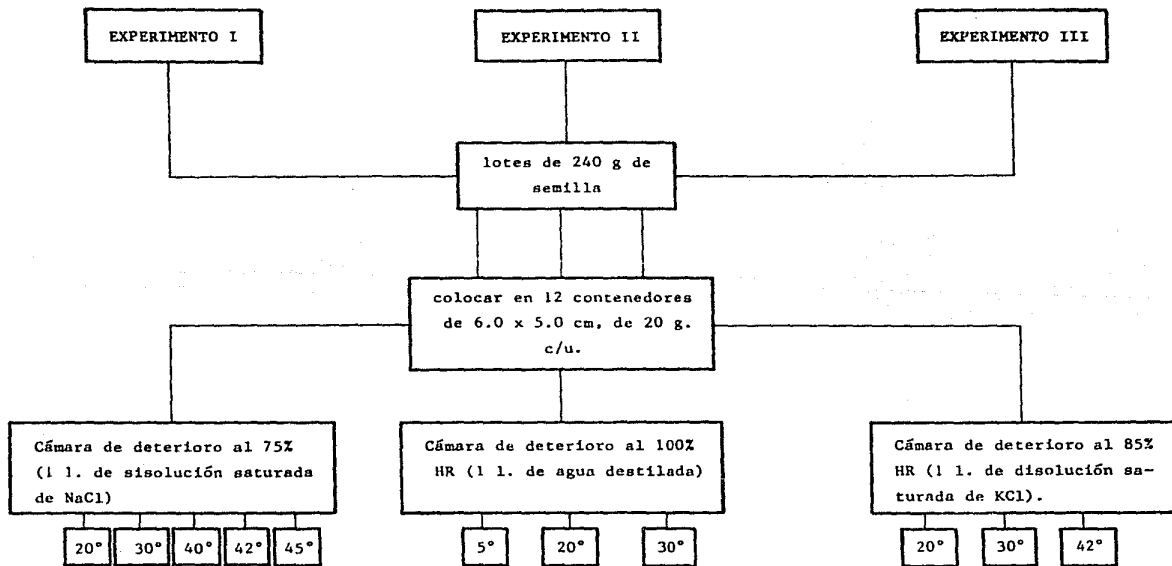 EXPERIMENTO I
EXPERIMENTO II
EXPERIMENTO III
lotes de 240 g de
semilla
colocar en 12 contenedores
de 6.0 x 5.0 cm, de 20 g.
c/u.
Cámara de deterioro al 75%
(1 l. de sisolución saturada
de NaCl)
Cámara de deterioro al 100%
HR (1 l. de agua destilada)
Cámara de deterioro al 85%
HR (1 l. de disolución sa-
turada de KCl).
20°
30°
40°
42°
45°
5°
20°
30°
20°
30°
42°